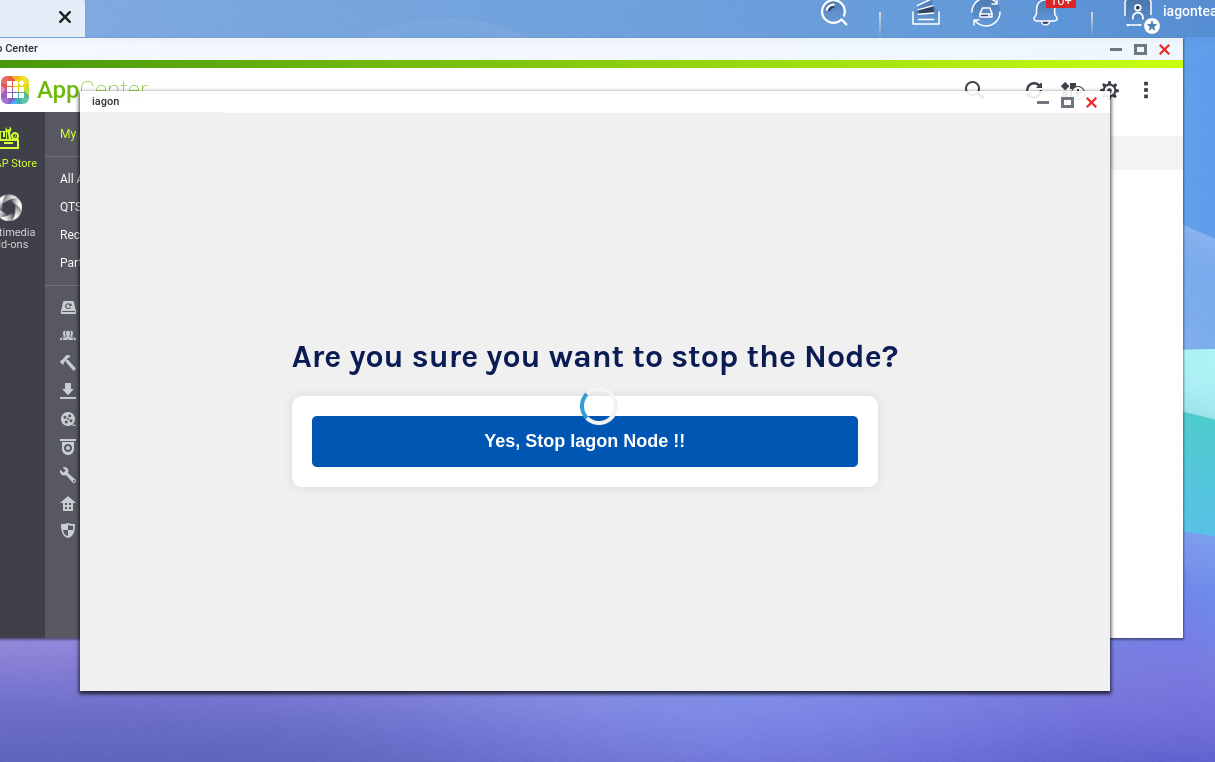 10+
iagontea
p Center
AppCenter
iagon
My
AP Store
All A
QTS
timedia
d-ons
Rec
Par
Are you sure you want to stop the Node?
Yes, Stop Iagon Node !!